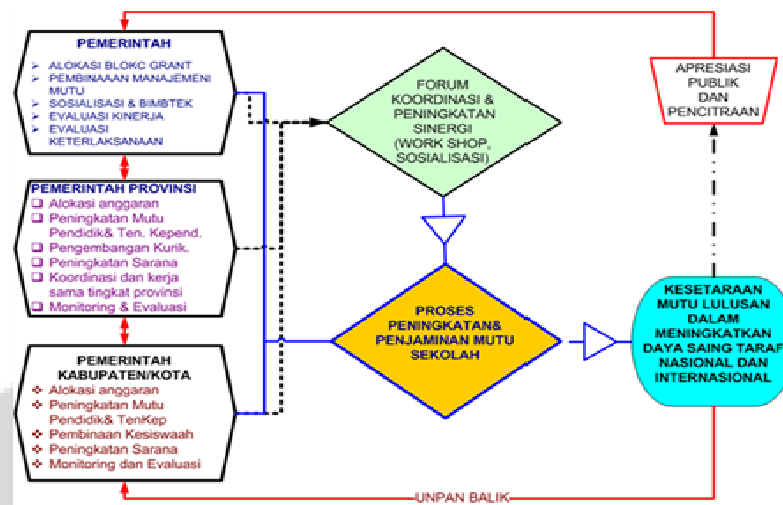 PEMERINTAH
ALOKASI BLOKC GRANT
PEMBINAAAN MANAJEMENI
MUTU
SOSIALISASI & BIMBTEK
EVALUASI KINERJA
EVALUASI
KETERLAKSANAAN
PEMERINTAH PROVINSI
Alokasi anggaran
Peningkatan Mutu
Pendidik& Ten. Kepend.
Pengembangan Kurik.
Peningkatan Sarana
Koordinasi dan kerja
sama tingkat provinsi
Monitoring & Evaluasi
PEMERINTAH
KABUPATEN/KOTA
Alokasi anggaran
Peningkatan Mutu
Pendidik& TenKep
Pembinaan Kesiswaah
Peningkatan Sarana
Monitoring dan Evaluasi
FORUM
KOORDINASI &
PENINGKATAN
SINERGI
(WORK SHOP,
SOSIALISASI)
PROSES
PENINGKATAN&
PENJAMINAN MUTU
SEKOLAH
APRESIASI
PUBLIK
DAN
PENCITRAAN
KESETARAAN
MUTU LULUSAN
DALAM
MENINGKATKAN
DAYA SAING TARAF
NASIONAL DAN
INTERNASIONAL
UNPAN BALIK